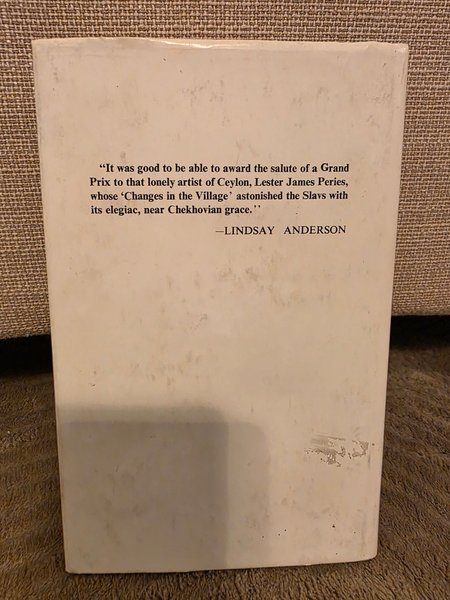 “It was good to be able to award the salute of a Grand
Prix to that lonely artist of Ceylon, Lester James Peries,
whose ‘Changes in the Village’ astonished the Slavs with
its elegiac, near Chekhovian grace.”
—LINDSAY ANDERSON